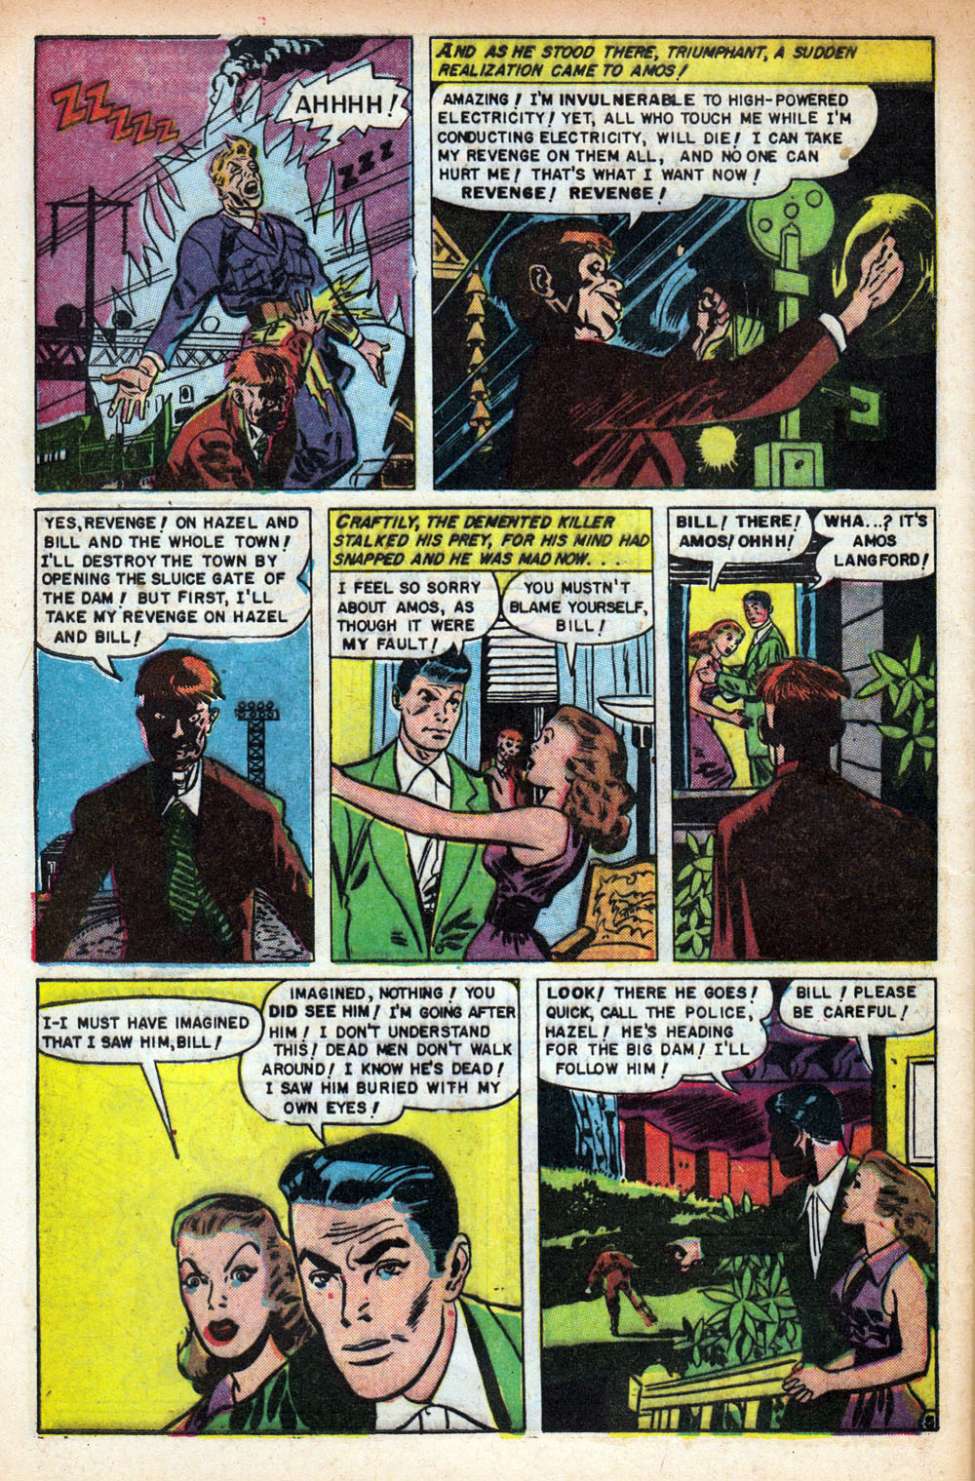 ZZZZZZ
AHHHH!
ZZZ
AND AS HE STOOD THERE, TRIUMPHANT, A SUDDEN
REALIZATION CAME TO AMOS!
AMAZING! I'M INVULNERABLE TO HIGH-POWERED
ELECTRICITY! YET, ALL WHO TOUCH ME WHILE I'M
CONDUCTING ELECTRICITY, WILL DIE! I CAN TAKE
MY REVENGE ON THEM ALL, AND NO ONE CAN
HURT ME! THAT'S WHAT I WANT NOW!
REVENGE! REVENGE!
YES, REVENGE! ON HAZEL AND
BILL AND THE WHOLE TOWN!
I'LL DESTROY THE TOWN BY
OPENING THE SLUICE GATE OF
THE DAM! BUT FIRST, I'LL
TAKE MY REVENGE ON HAZEL
AND BILL!
CRAFTILY, THE DEMENTED KILLER
STALKED HIS PREY, FOR HIS MIND HAD
SNAPPED AND HE WAS MAD NOW. . .
I FEEL SO SORRY
ABOUT AMOS, AS
THOUGH IT WERE
MY FAULT!
YOU MUSTN'T
BLAME YOURSELF,
BILL!
BILL! THERE!
AMOS! OHHH!
WHA...? IT'S
AMOS
LANGFORD!
I-I MUST HAVE IMAGINED
THAT I SAW HIM, BILL!
IMAGINED, NOTHING! YOU
DID SEE HIM! I'M GOING AFTER
HIM! I DON'T UNDERSTAND
THIS! DEAD MEN DON'T WALK
AROUND! I KNOW HE'S DEAD!
I SAW HIM BURIED WITH MY
OWN EYES!
LOOK! THERE HE GOES!
QUICK, CALL THE POLICE,
HAZEL! HE'S HEADING
FOR THE BIG DAM! I'LL
FOLLOW HIM!
BILL! PLEASE
BE CAREFUL!